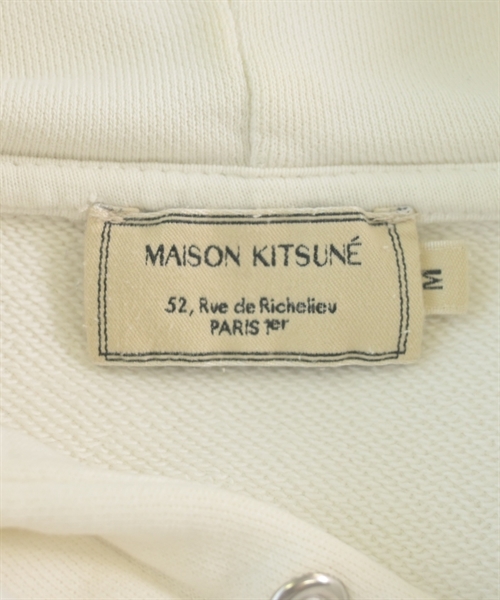 MAISON KITSUNÉ
52, Rue de Richelieu
PARIS 1er
M